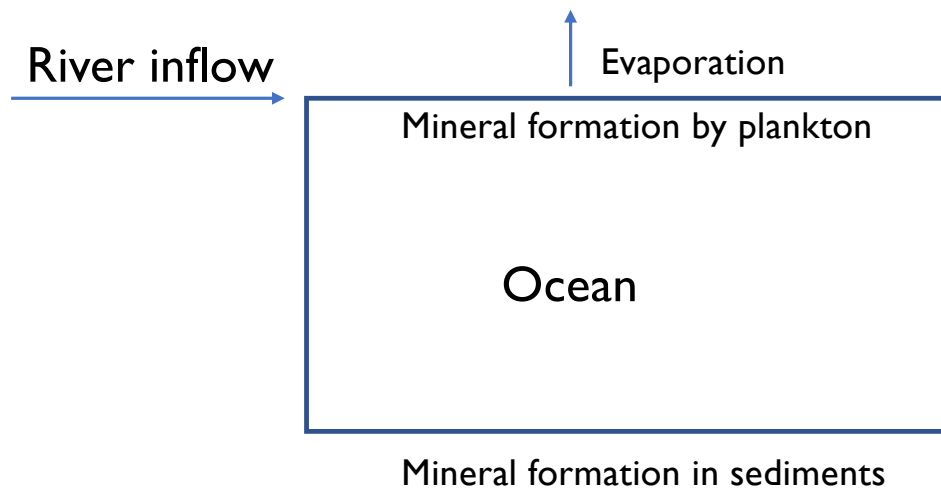 River inflow
Evaporation
Mineral formation by plankton
Ocean
Mineral formation in sediments